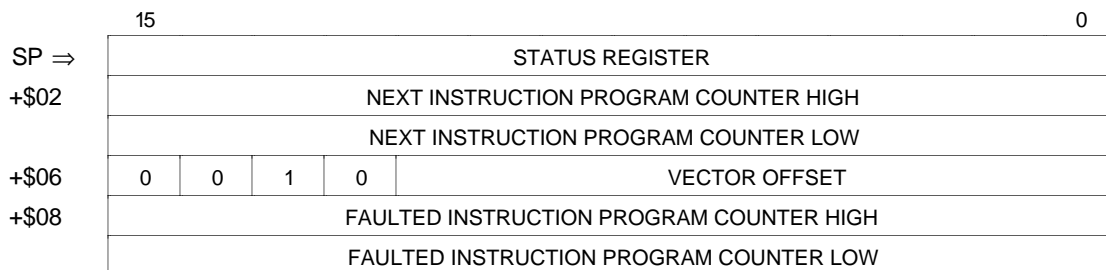 15 0
SP ⇒ STATUS REGISTER
+$02 NEXT INSTRUCTION PROGRAM COUNTER HIGH
NEXT INSTRUCTION PROGRAM COUNTER LOW
+$06 0 0 1 0 VECTOR OFFSET
+$08 FAULTED INSTRUCTION PROGRAM COUNTER HIGH
FAULTED INSTRUCTION PROGRAM COUNTER LOW